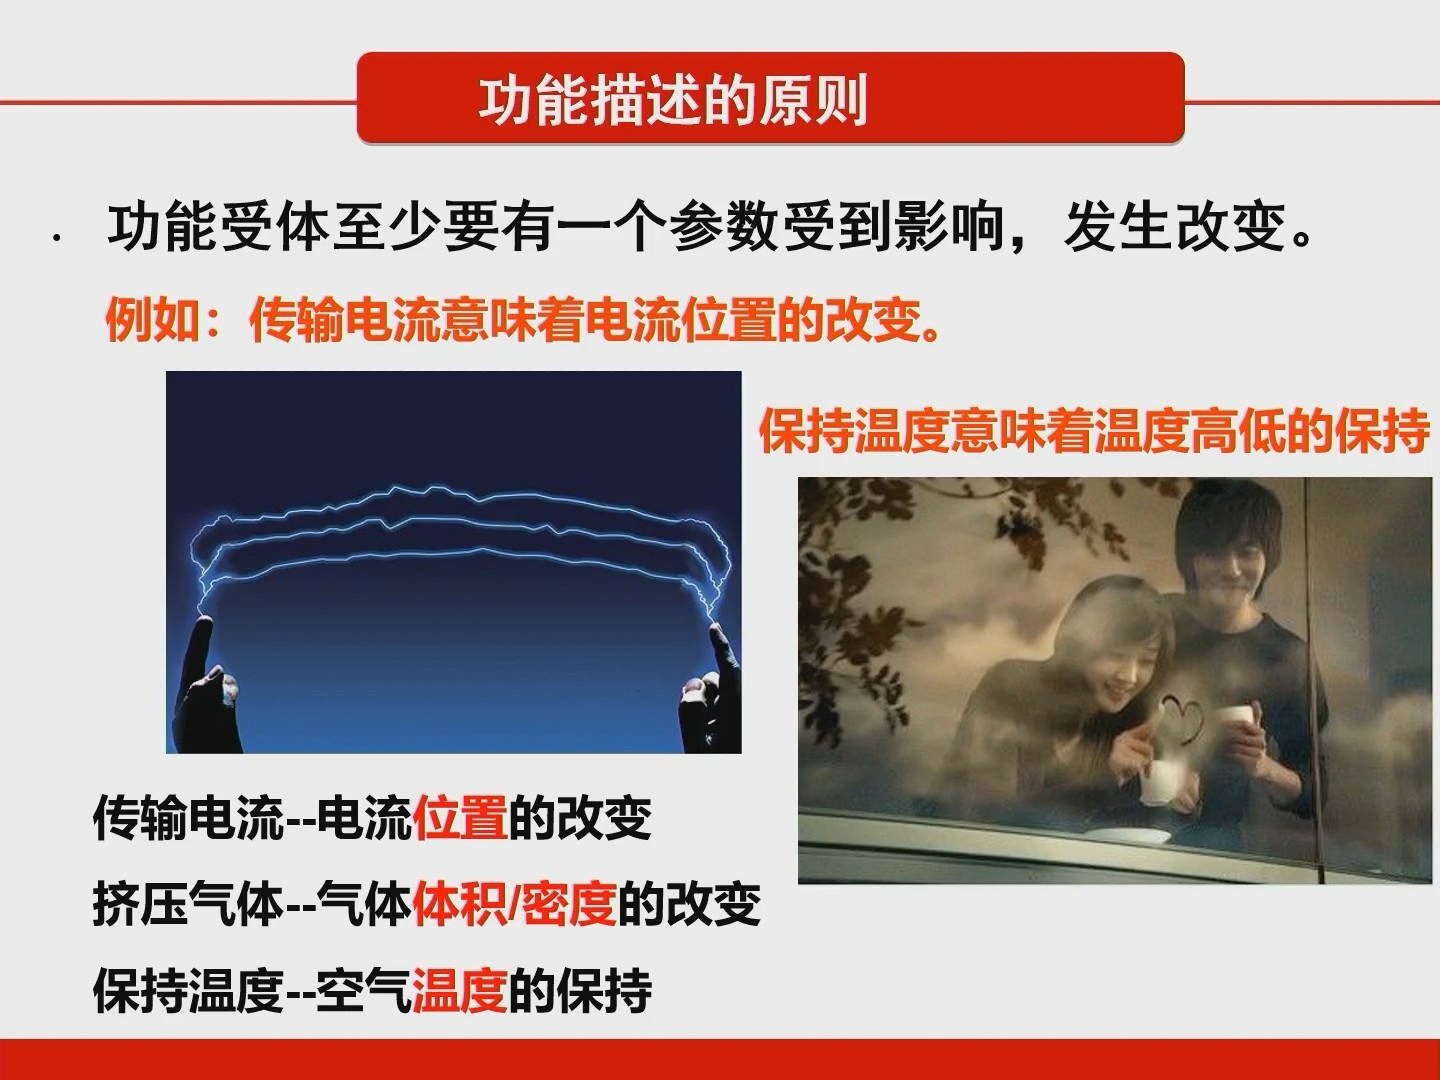 功能描述的原则
· 功能受体至少要有一个参数受到影响，发生改变。
例如：传输电流意味着电流位置的改变。
保持温度意味着温度高低的保持
传输电流--电流位置的改变
挤压气体--气体体积/密度的改变
保持温度--空气温度的保持